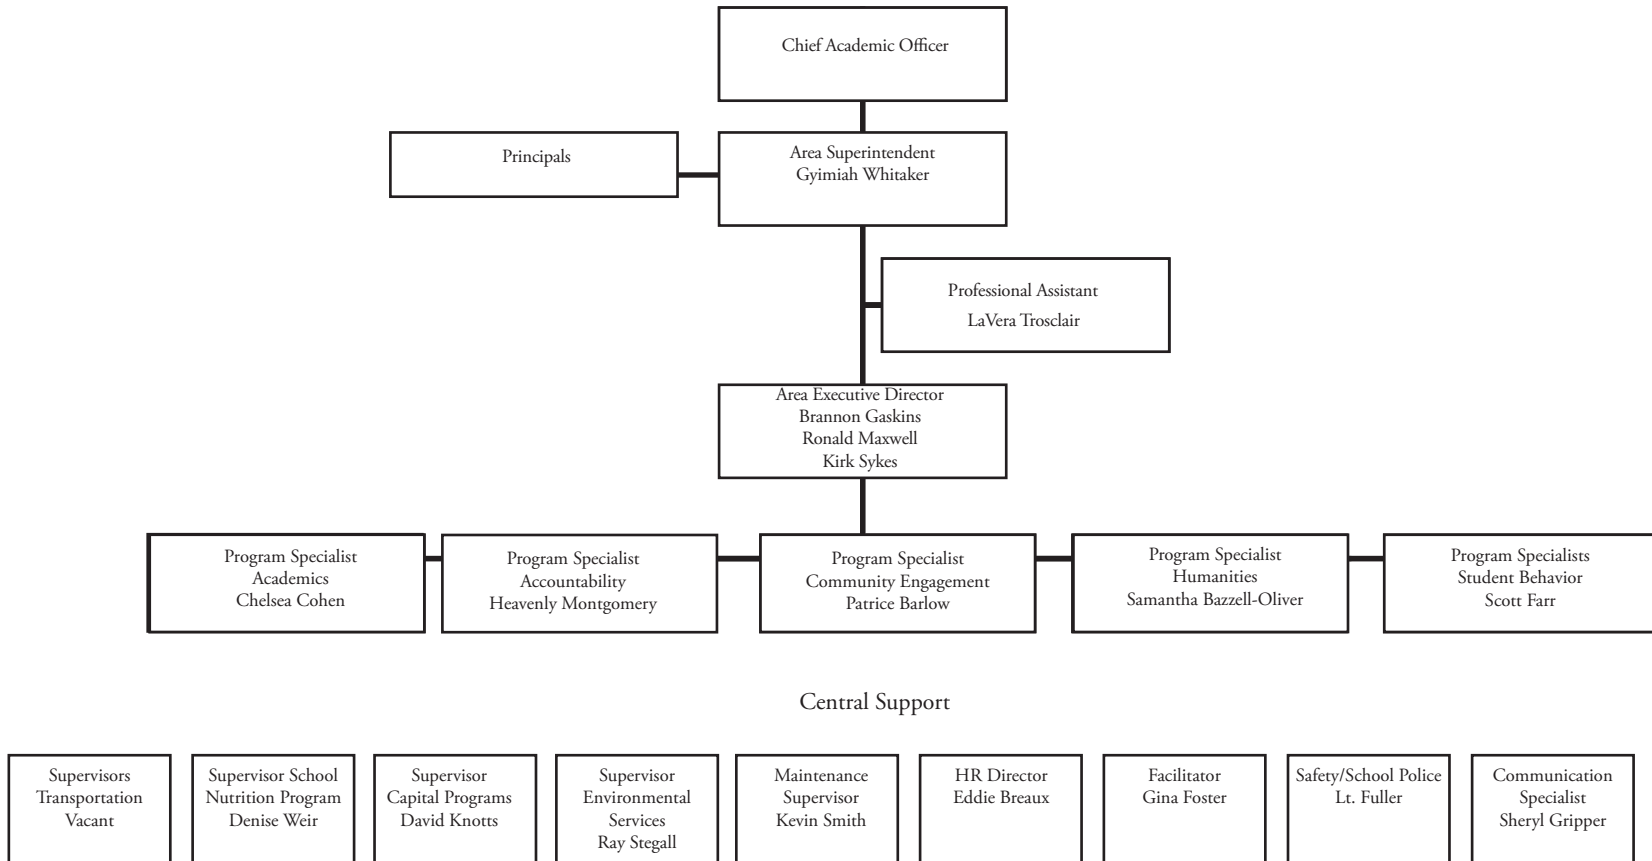 Chief Academic Officer
Principals
Area Superintendent
Gyimiah Whitaker
Professional Assistant
LaVera Trosclair
Area Executive Director
Brannon Gaskins
Ronald Maxwell
Kirk Sykes
Program Specialist
Academics
Chelsea Cohen
Program Specialist
Accountability
Heavenly Montgomery
Program Specialist
Community Engagement
Patrice Barlow
Program Specialist
Humanities
Samantha Bazzell-Oliver
Program Specialists
Student Behavior
Scott Farr
Central Support
Supervisors
Transportation
Vacant
Supervisor School
Nutrition Program
Denise Weir
Supervisor
Capital Programs
David Knotts
Supervisor
Environmental
Services
Ray Stegall
Maintenance
Supervisor
Kevin Smith
HR Director
Eddie Breaux
Facilitator
Gina Foster
Safety/School Police
Lt. Fuller
Communication
Specialist
Sheryl Gripper